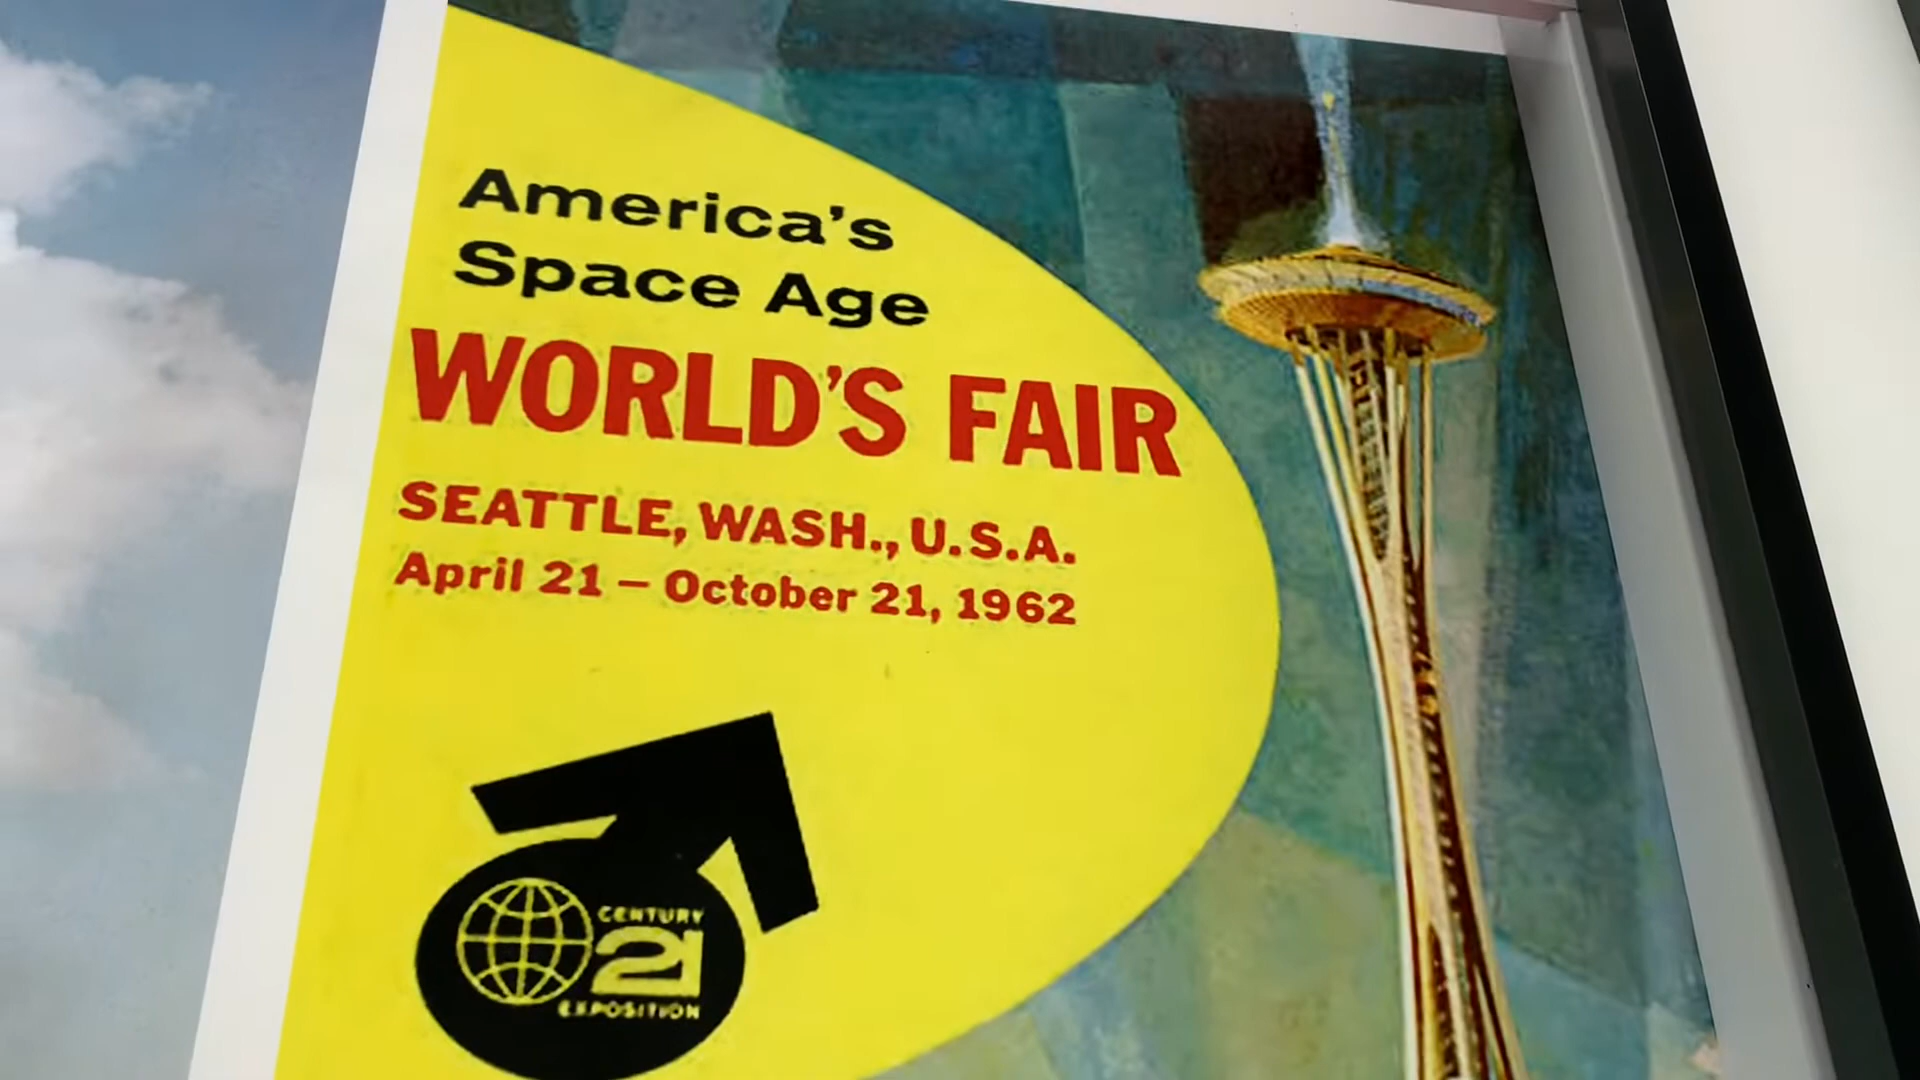 America's
Space Age
WORLD'S FAIR
SEATTLE, WASH., U.S.A.
April 21 — October 21, 1962
CENTURY
21
EXPOSITION